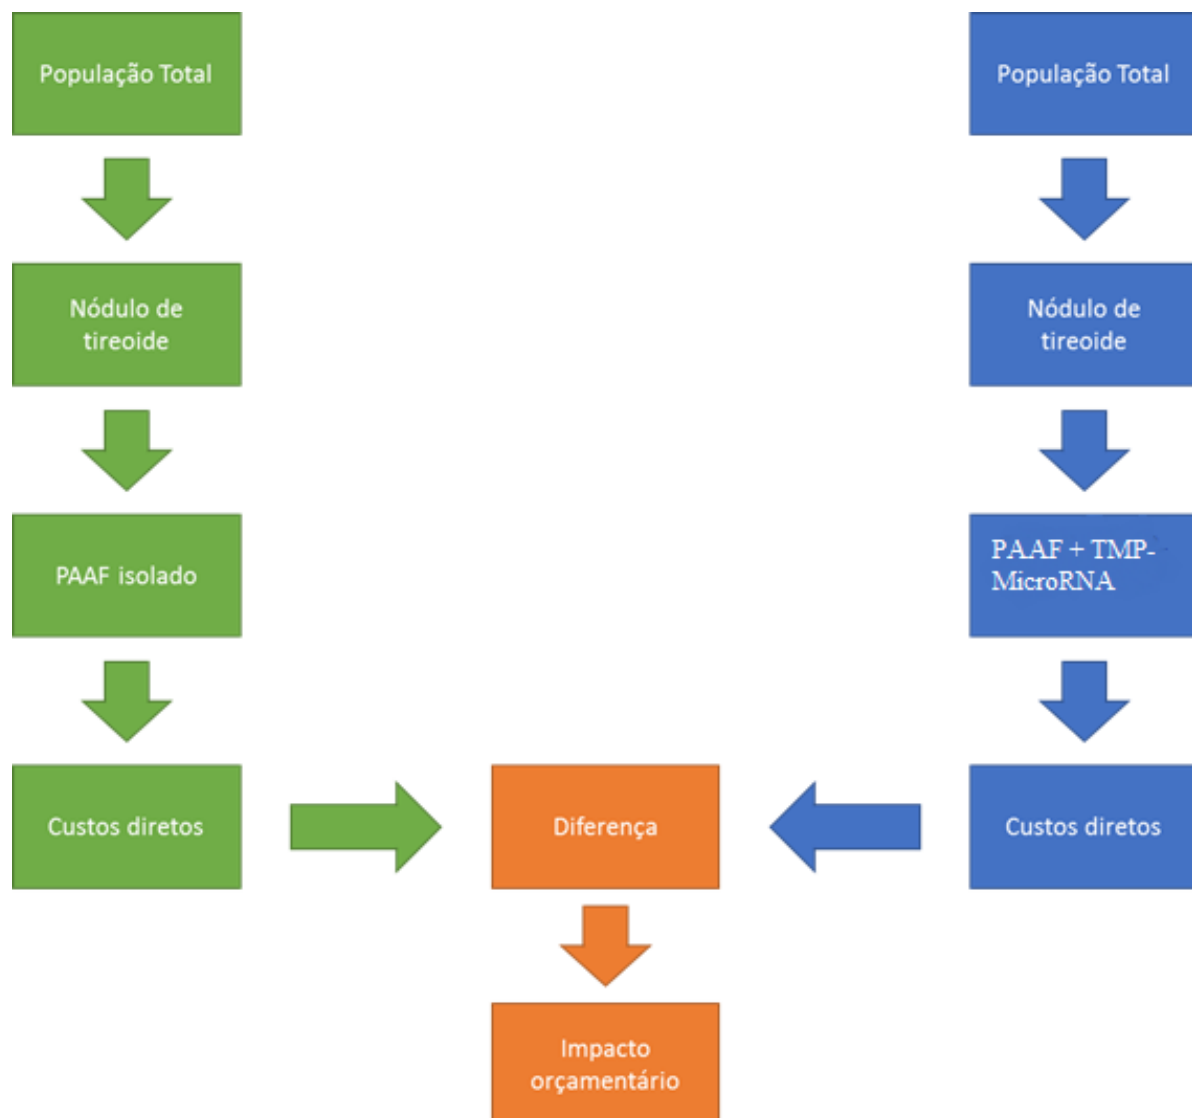 População Total
População Total
Nódulo de
tireoide
Nódulo de
tireoide
PAAF isolado
PAAF + TMP-
MicroRNA
Custos diretos
Diferença
Custos diretos
Impacto
orçamentário